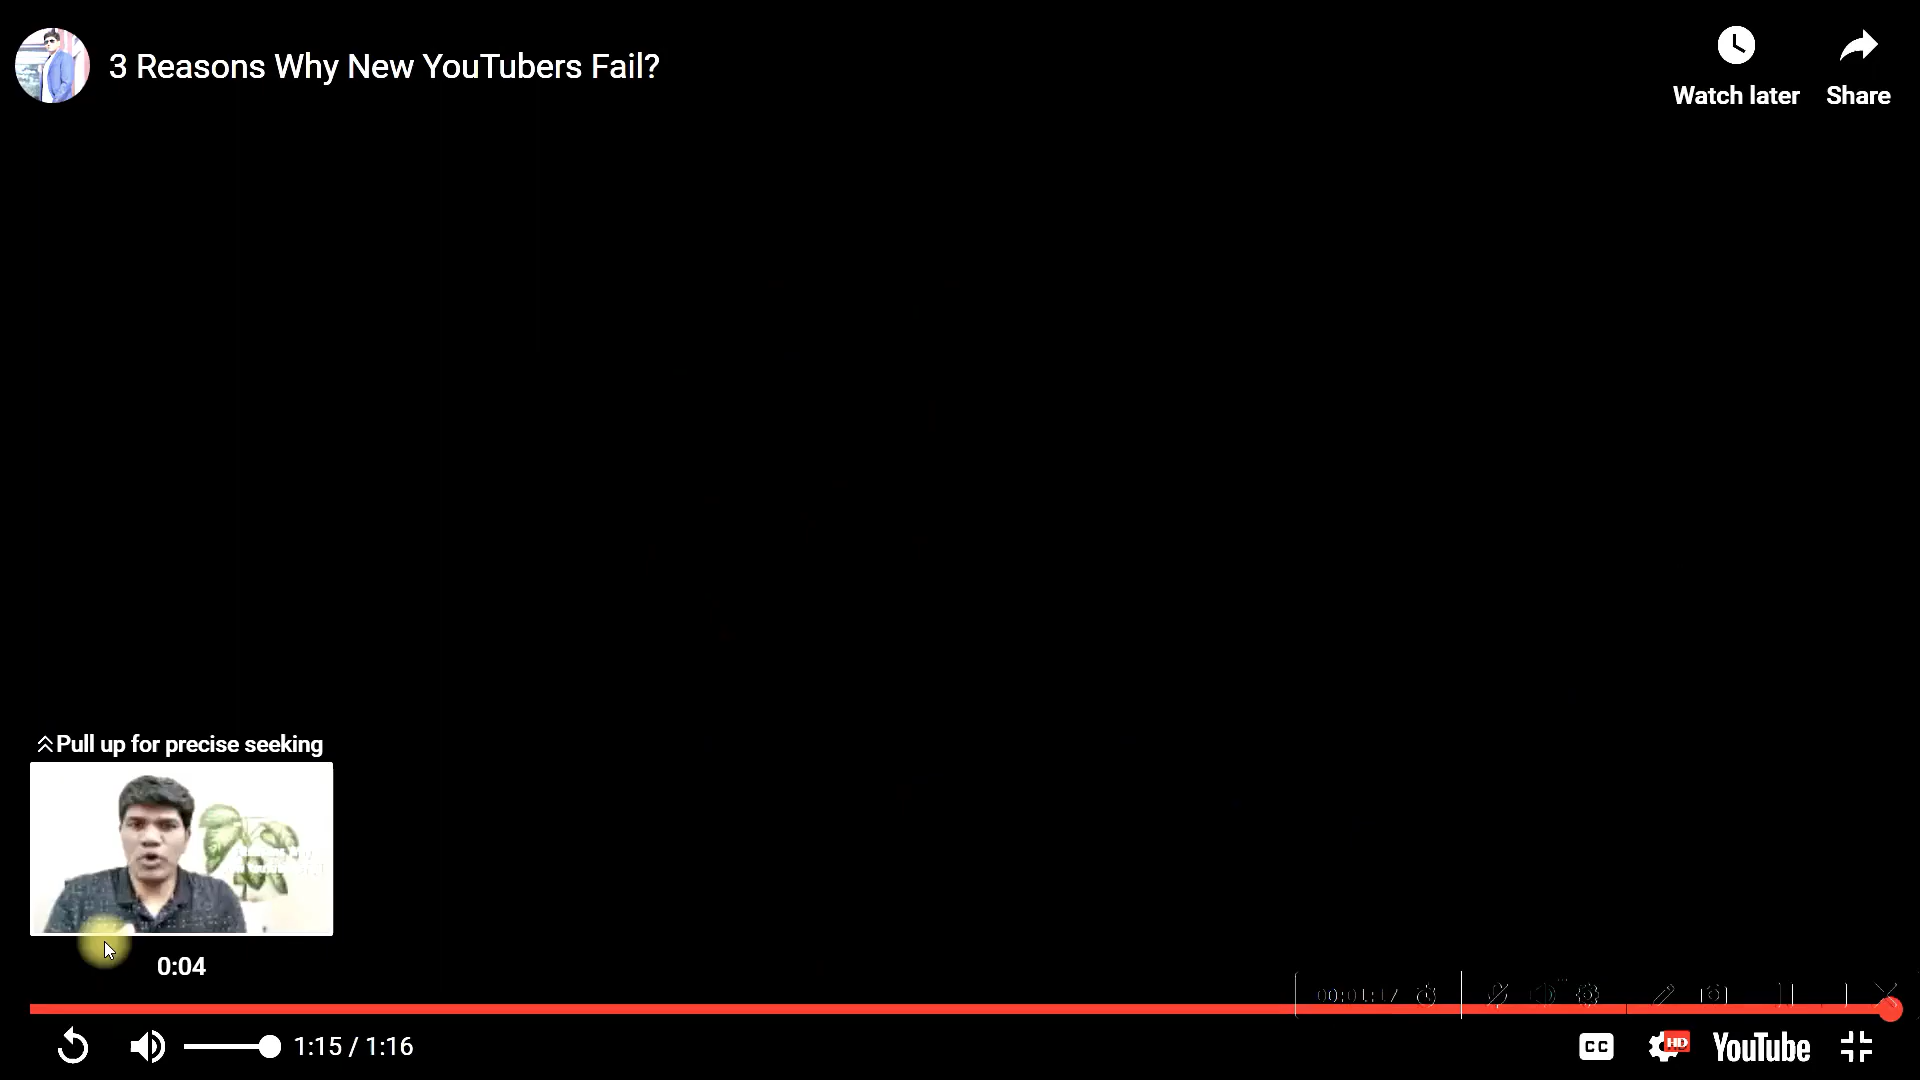 3 Reasons Why New YouTubers Fail?
Watch later
Share
Pull up for precise seeking
0:04
1:15 / 1:16
CC
HD
YouTube